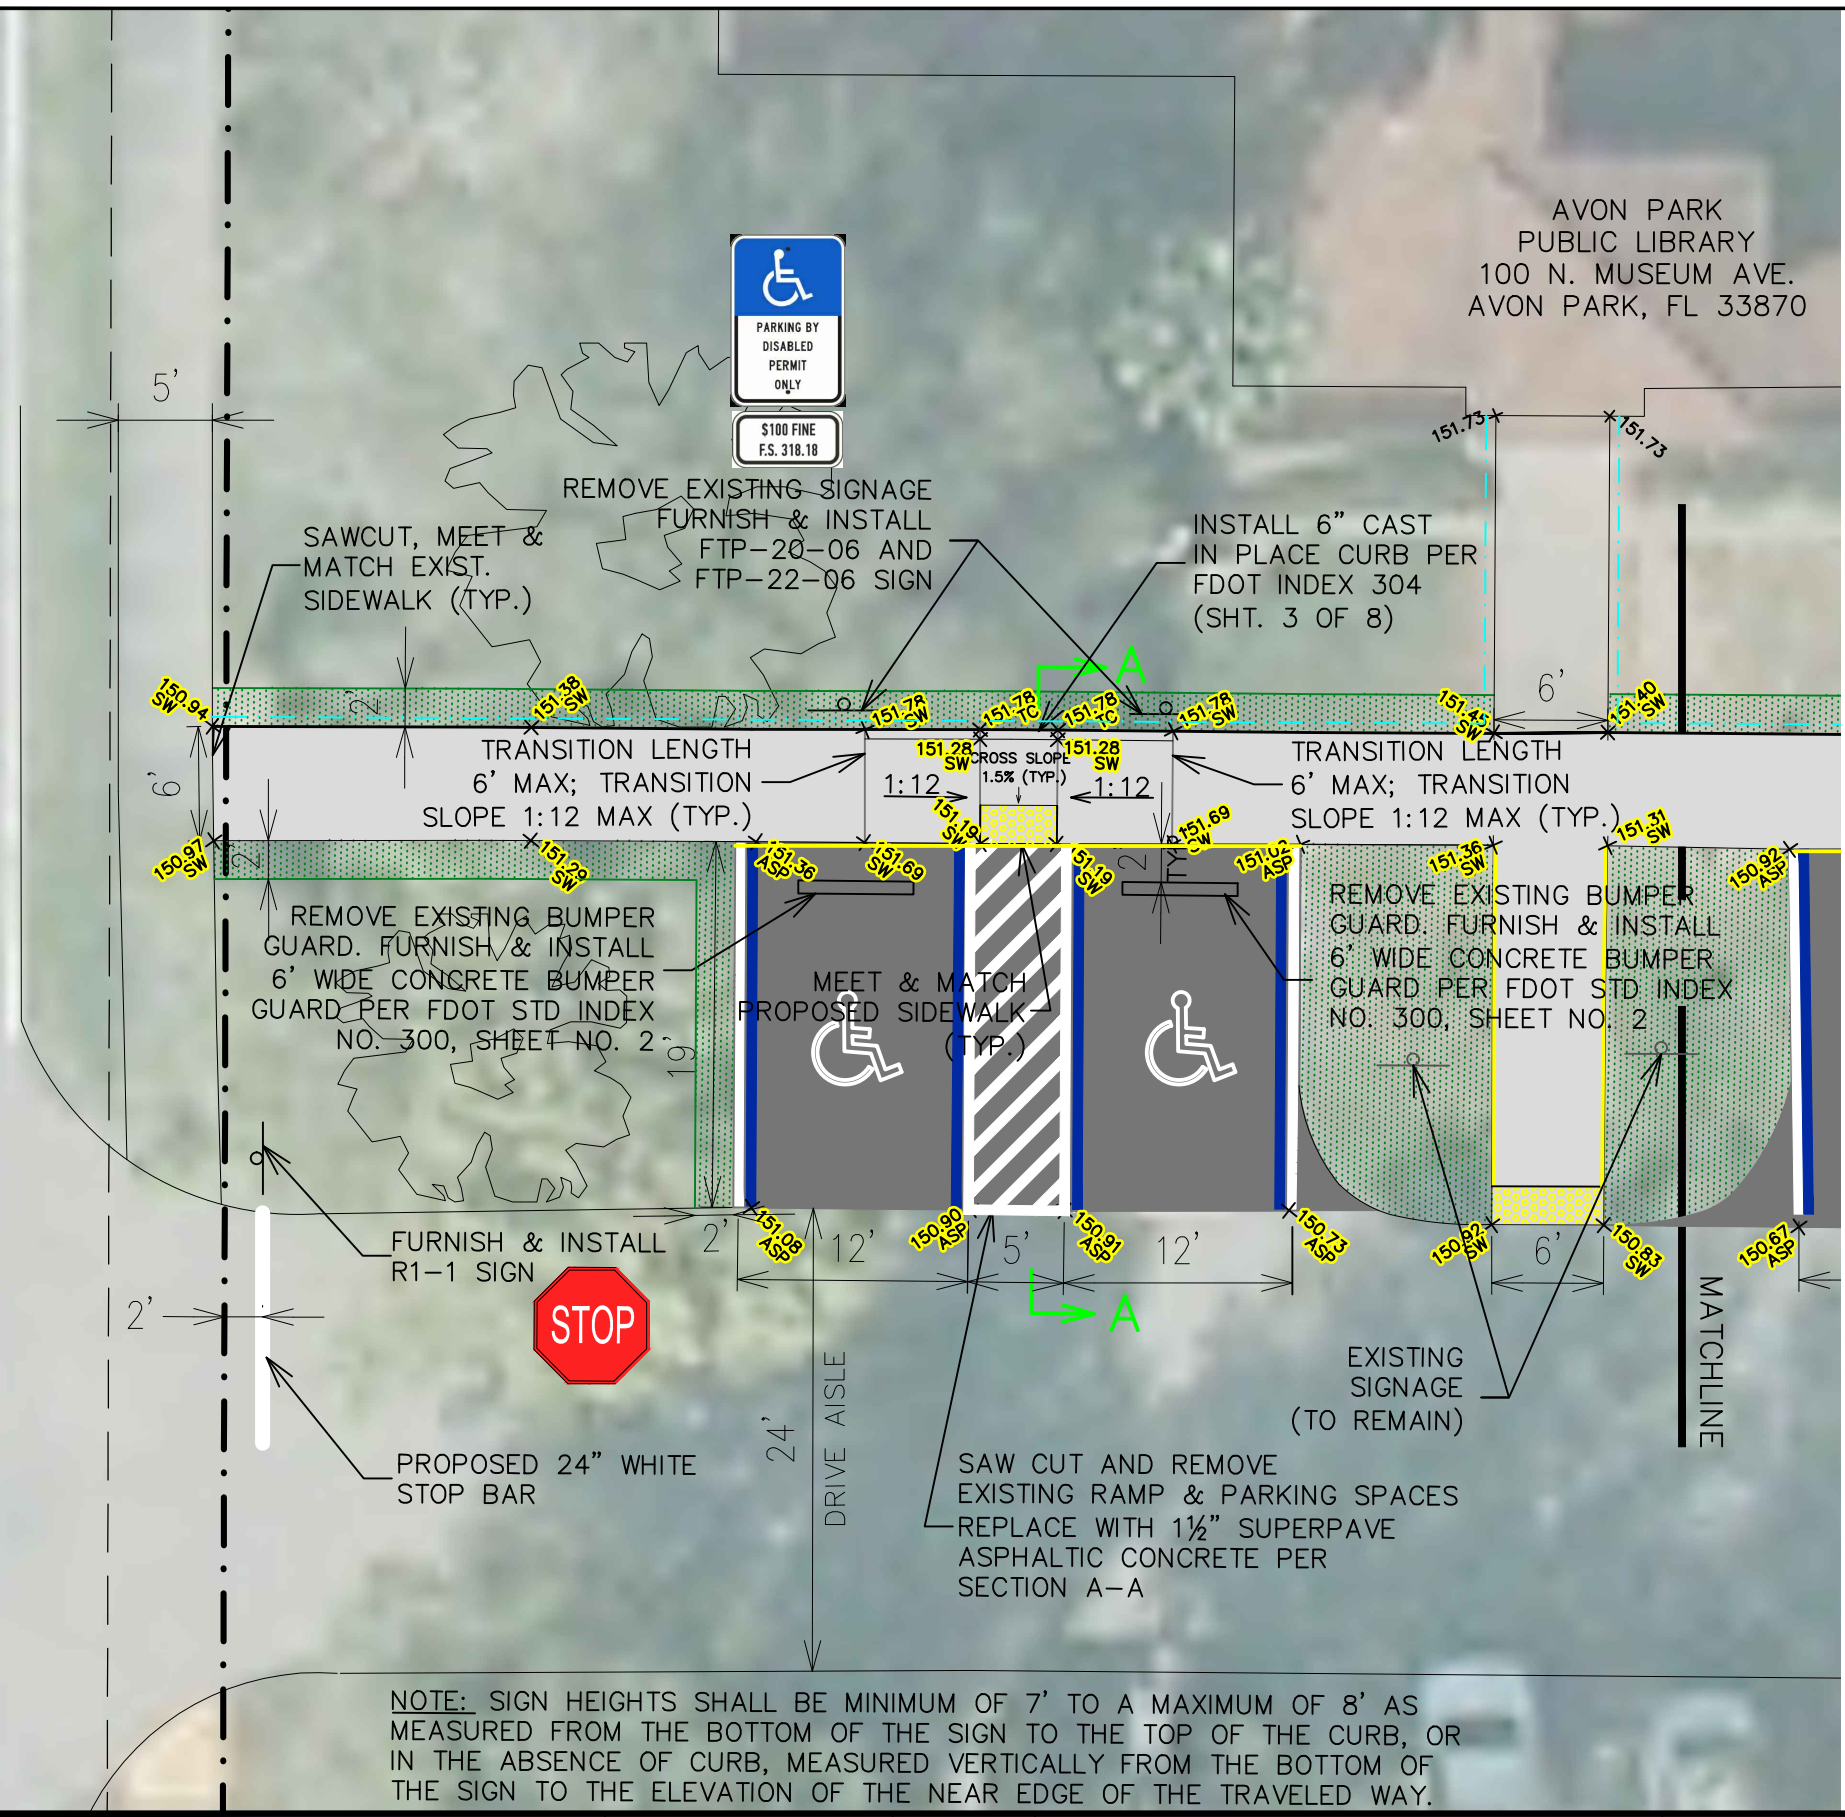 AVON PARK
PUBLIC LIBRARY
100 N. MUSEUM AVE.
AVON PARK, FL 33870
PARKING BY
DISABLED
PERMIT
ONLY
$100 FINE
F.S. 318.18
5'
151.73
151.73
REMOVE EXISTING SIGNAGE
FURNISH & INSTALL
FTP-20-06 AND
FTP-22-06 SIGN
SAWCUT, MEET &
MATCH EXIST.
SIDEWALK (TYP.)
INSTALL 6" CAST
IN PLACE CURB PER
FDOT INDEX 304
(SHT. 3 OF 8)
A
150.94
SW
2'
151.38
SW
151.78
SW
151.78
TC
151.78
TC
151.78
SW
151.45
SW
6'
151.40
SW
6'
TRANSITION LENGTH
6' MAX; TRANSITION
SLOPE 1:12 MAX (TYP.)
151.28
SW
151.28
SW
CROSS SLOPE
1.5% (TYP.)
1:12
1:12
TRANSITION LENGTH
6' MAX; TRANSITION
SLOPE 1:12 MAX (TYP.)
150.97
SW
2'
151.29
SW
151.36
ASP
151.69
SW
151.19
SW
151.19
SW
2'
TYP.
151.69
SW
ASP
151.36
SW
151.31
SW
150.92
ASP
REMOVE EXISTING BUMPER
GUARD. FURNISH & INSTALL
6' WIDE CONCRETE BUMPER
GUARD PER FDOT STD INDEX
NO. 300, SHEET NO. 2
19'
MEET & MATCH
PROPOSED SIDEWALK
(TYP.)
REMOVE EXISTING BUMPER
GUARD. FURNISH & INSTALL
6' WIDE CONCRETE BUMPER
GUARD PER FDOT STD INDEX
NO. 300, SHEET NO. 2
FURNISH & INSTALL
R1-1 SIGN
STOP
2'
2'
151.08
ASP
12'
150.90
ASP
5'
150.91
ASP
12'
150.73
ASP
150.92
SW
6'
150.83
SW
150.67
ASP
A
MATCHLINE
EXISTING
SIGNAGE
(TO REMAIN)
24'
DRIVE AISLE
PROPOSED 24" WHITE
STOP BAR
SAW CUT AND REMOVE
EXISTING RAMP & PARKING SPACES
REPLACE WITH 1½" SUPERPAVE
ASPHALTIC CONCRETE PER
SECTION A-A
NOTE: SIGN HEIGHTS SHALL BE MINIMUM OF 7' TO A MAXIMUM OF 8' AS
MEASURED FROM THE BOTTOM OF THE SIGN TO THE TOP OF THE CURB, OR
IN THE ABSENCE OF CURB, MEASURED VERTICALLY FROM THE BOTTOM OF
THE SIGN TO THE ELEVATION OF THE NEAR EDGE OF THE TRAVELED WAY.